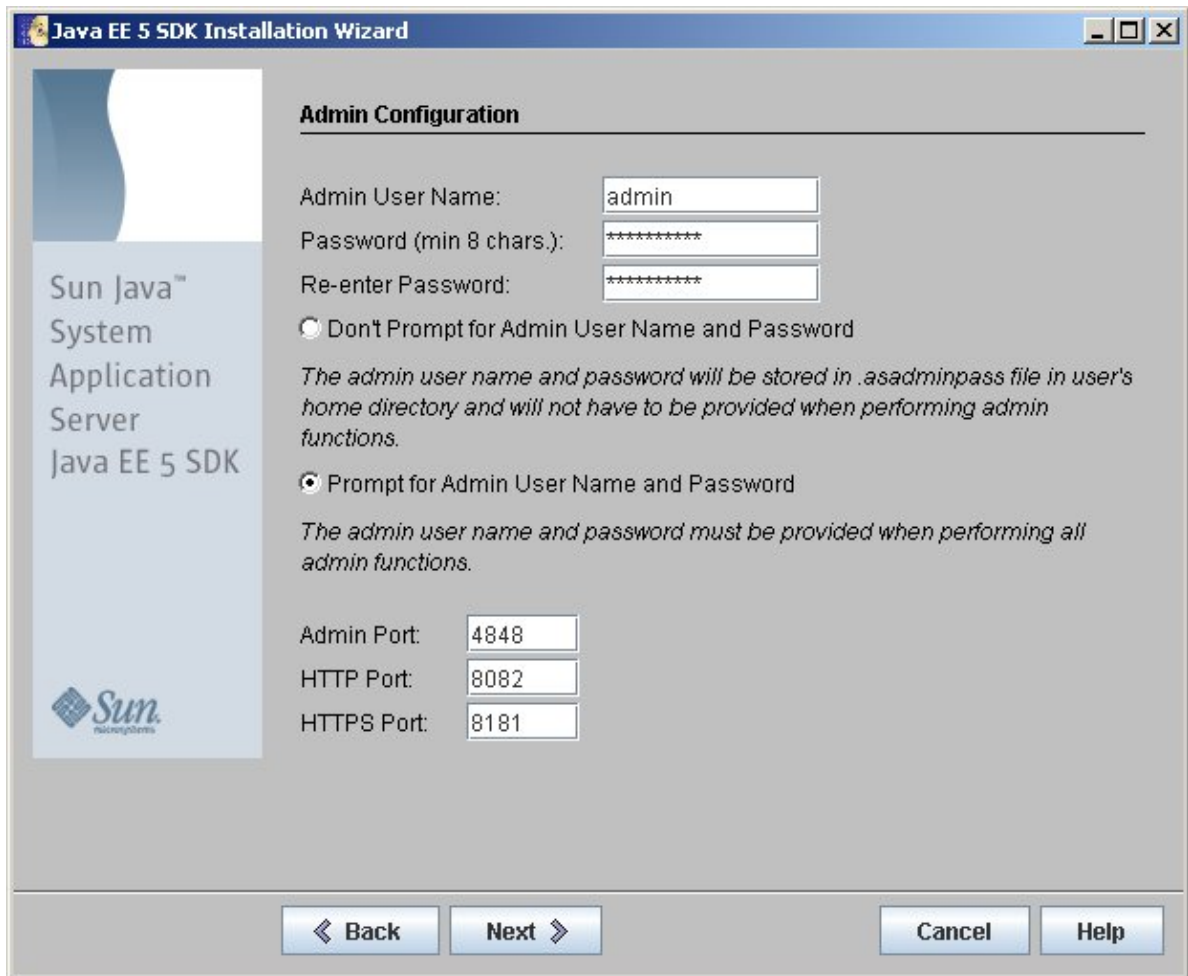 Java EE 5 SDK Installation Wizard
Admin Configuration
Admin User Name: admin
Password (min 8 chars.): **********
Re-enter Password: **********
Don't Prompt for Admin User Name and Password
The admin user name and password will be stored in .asadminpass file in user's
home directory and will not have to be provided when performing admin
functions.
Prompt for Admin User Name and Password
The admin user name and password must be provided when performing all
admin functions.
Admin Port: 4848
HTTP Port: 8082
HTTPS Port: 8181
Sun Java™
System
Application
Server
Java EE 5 SDK
Sun
microsystems
Back
Next
Cancel
Help